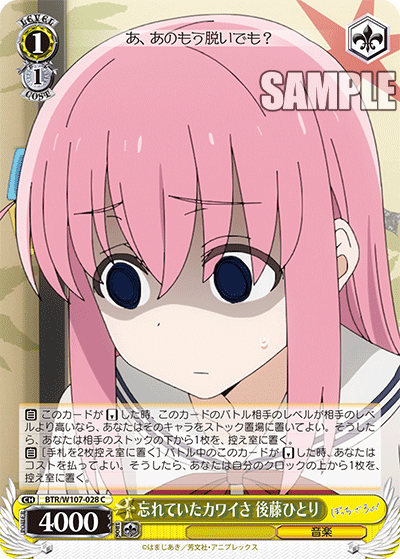 LEVEL
1
1
COST
あ、あのもう脱いでも？
SAMPLE
このカードが した時、このカードのバトル相手のレベルが相手のレベ
ルより高いなら、あなたはそのキャラをストック置場に置いてよい。そうした
ら、あなたは相手のストックの下から1枚を、控え室に置く。
［手札を2枚控え室に置く］ バトル中のこのカードが した時、あなたは
コストを払ってよい。そうしたら、あなたは自分のクロックの上から1枚を、
控え室に置く。
CH
BTR/W107-028 C
忘れていたカワイさ 後藤ひとり
ぼっち・ざ・ろっく!
POWER
4000
SOUL
音楽
©はまじあき／芳文社・アニプレックス